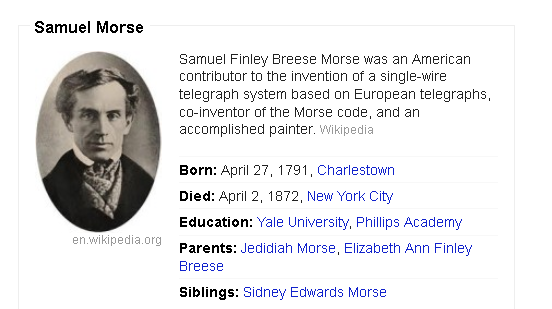 Samuel Morse
Samuel Finley Breese Morse was an American
contributor to the invention of a single-wire
telegraph system based on European telegraphs,
co-inventor of the Morse code, and an
accomplished painter. Wikipedia
en.wikipedia.org
Born: April 27, 1791, Charlestown
Died: April 2, 1872, New York City
Education: Yale University, Phillips Academy
Parents: Jedidiah Morse, Elizabeth Ann Finley
Breese
Siblings: Sidney Edwards Morse